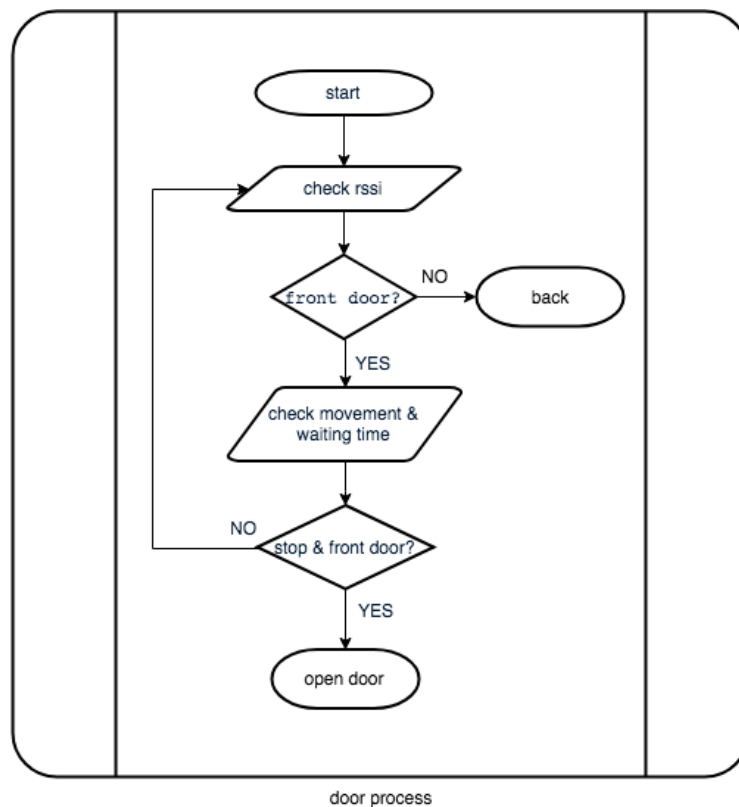 start
check rssi
front door?
NO
back
YES
check movement &
waiting time
NO
stop & front door?
YES
open door
door process